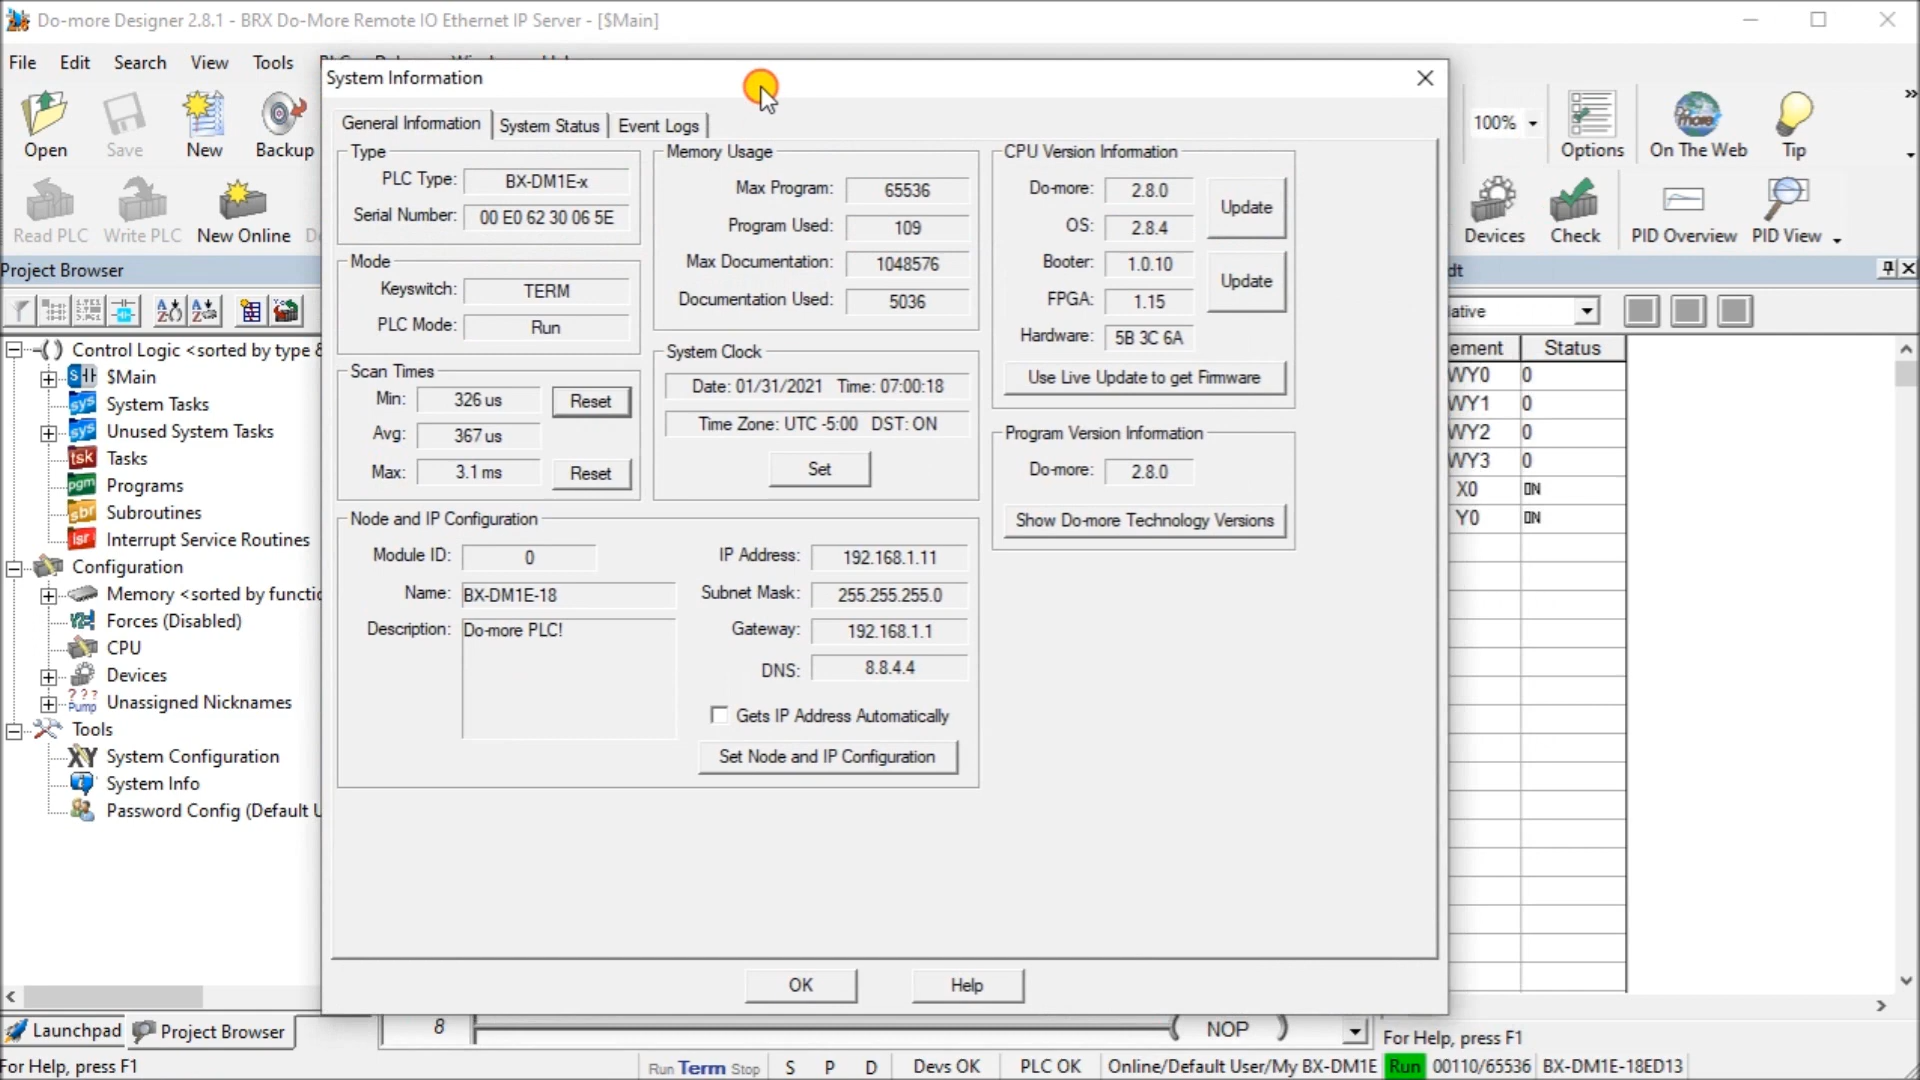 Do-more Designer 2.8.1 - BRX Do-More Remote IO Ethernet IP Server - [$Main]
File Edit Search View Tools
System Information
General Information System Status Event Logs
Open Save New Backup
Read PLC Write PLC New Online
100%
Options On The Web Tip
Devices Check PID Overview PID View
Type
PLC Type: BX-DM1E-x
Serial Number: 00 E0 62 30 06 5E
Mode
Keyswitch: TERM
PLC Mode: Run
Scan Times
Min: 326 us Reset
Avg: 367 us
Max: 3.1 ms Reset
Memory Usage
Max Program: 65536
Program Used: 109
Max Documentation: 1048576
Documentation Used: 5036
System Clock
Date: 01/31/2021 Time: 07:00:18
Time Zone: UTC -5:00 DST: ON
Set
CPU Version Information
Do-more: 2.8.0 Update
OS: 2.8.4
Booter: 1.0.10 Update
FPGA: 1.15
Hardware: 5B 3C 6A
Use Live Update to get Firmware
Program Version Information
Do-more: 2.8.0
Show Do-more Technology Versions
Node and IP Configuration
Module ID: 0
Name: BX-DM1E-18
Description: Do-more PLC!
IP Address: 192.168.1.11
Subnet Mask: 255.255.255.0
Gateway: 192.168.1.1
DNS: 8.8.4.4
Gets IP Address Automatically
Set Node and IP Configuration
OK Help
Project Browser
Control Logic <sorted by type &
$Main
System Tasks
Unused System Tasks
Tasks
Programs
Subroutines
Interrupt Service Routines
Configuration
Memory <sorted by functio
Forces (Disabled)
CPU
Devices
Unassigned Nicknames
Tools
System Configuration
System Info
Password Config (Default U
dt
ative
ement Status
WY0 0
WY1 0
WY2 0
WY3 0
X0 ON
Y0 ON
Launchpad Project Browser
8 NOP
For Help, press F1
For Help, press F1
Run Term Stop S P D Devs OK PLC OK Online/Default User/My BX-DM1E Run 00110/65536 BX-DM1E-18ED13